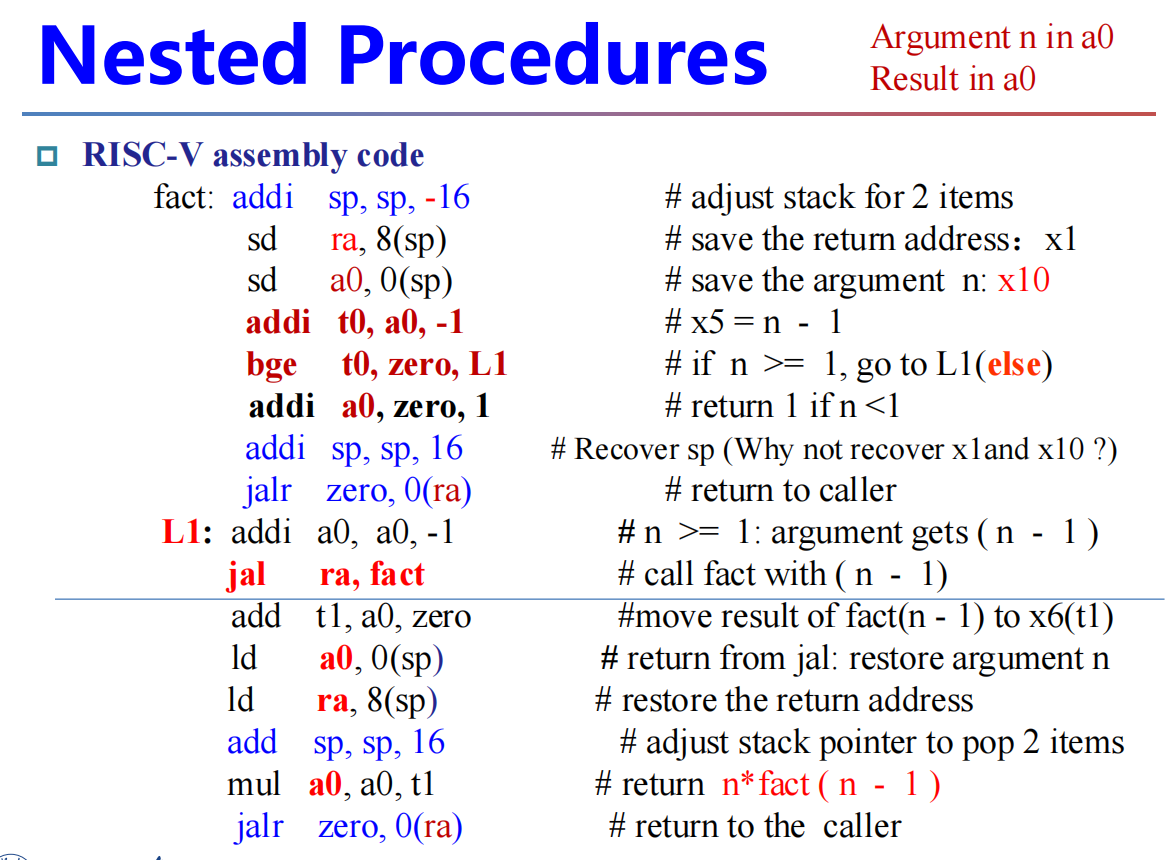 Nested Procedures
Argument n in a0
Result in a0
RISC-V assembly code
fact: addi sp, sp, -16 # adjust stack for 2 items
sd ra, 8(sp) # save the return address：x1
sd a0, 0(sp) # save the argument n: x10
addi t0, a0, -1 # x5 = n - 1
bge t0, zero, L1 # if n >= 1, go to L1(else)
addi a0, zero, 1 # return 1 if n <1
addi sp, sp, 16 # Recover sp (Why not recover x1and x10 ?)
jalr zero, 0(ra) # return to caller
L1: addi a0, a0, -1 # n >= 1: argument gets ( n - 1 )
jal ra, fact # call fact with ( n - 1)
add t1, a0, zero #move result of fact(n - 1) to x6(t1)
ld a0, 0(sp) # return from jal: restore argument n
ld ra, 8(sp) # restore the return address
add sp, sp, 16 # adjust stack pointer to pop 2 items
mul a0, a0, t1 # return n*fact ( n - 1 )
jalr zero, 0(ra) # return to the caller